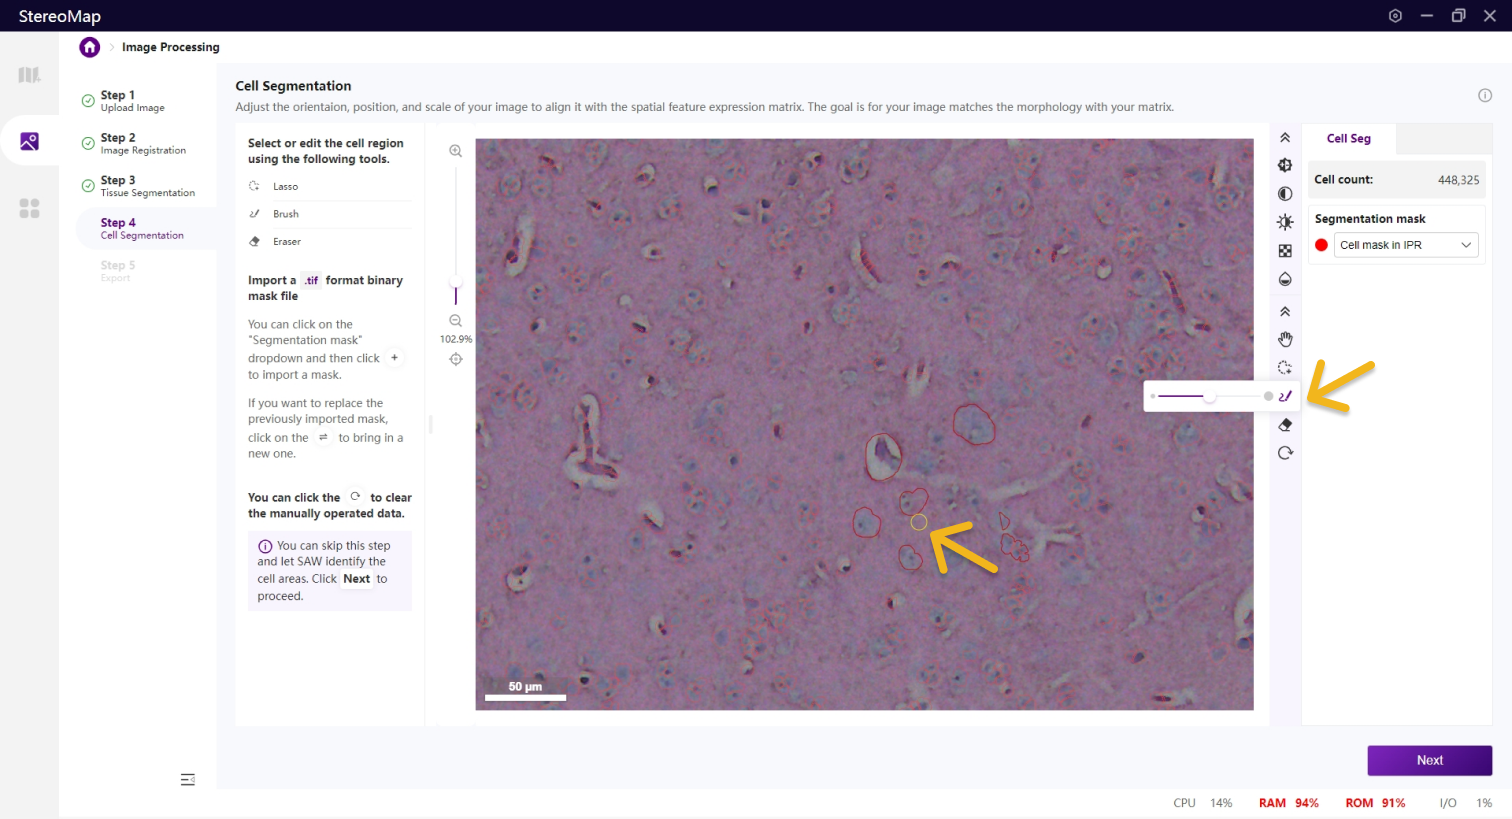 StereoMap
Image Processing
Step 1
Upload Image
Step 2
Image Registration
Step 3
Tissue Segmentation
Step 4
Cell Segmentation
Step 5
Export
Cell Segmentation
Adjust the orientaion, position, and scale of your image to align it with the spatial feature expression matrix. The goal is for your image matches the morphology with your matrix.
Select or edit the cell region
using the following tools.
Lasso
Brush
Eraser
Import a .tif format binary
mask file
You can click on the
"Segmentation mask"
dropdown and then click +
to import a mask.
If you want to replace the
previously imported mask,
click on the ⇌ to bring in a
new one.
You can click the ⟳ to clear
the manually operated data.
You can skip this step
and let SAW identify the
cell areas. Click Next to
proceed.
102.9%
50 μm
Cell Seg
Cell count: 448,325
Segmentation mask
Cell mask in IPR
Next
CPU 14% RAM 94% ROM 91% I/O 1%